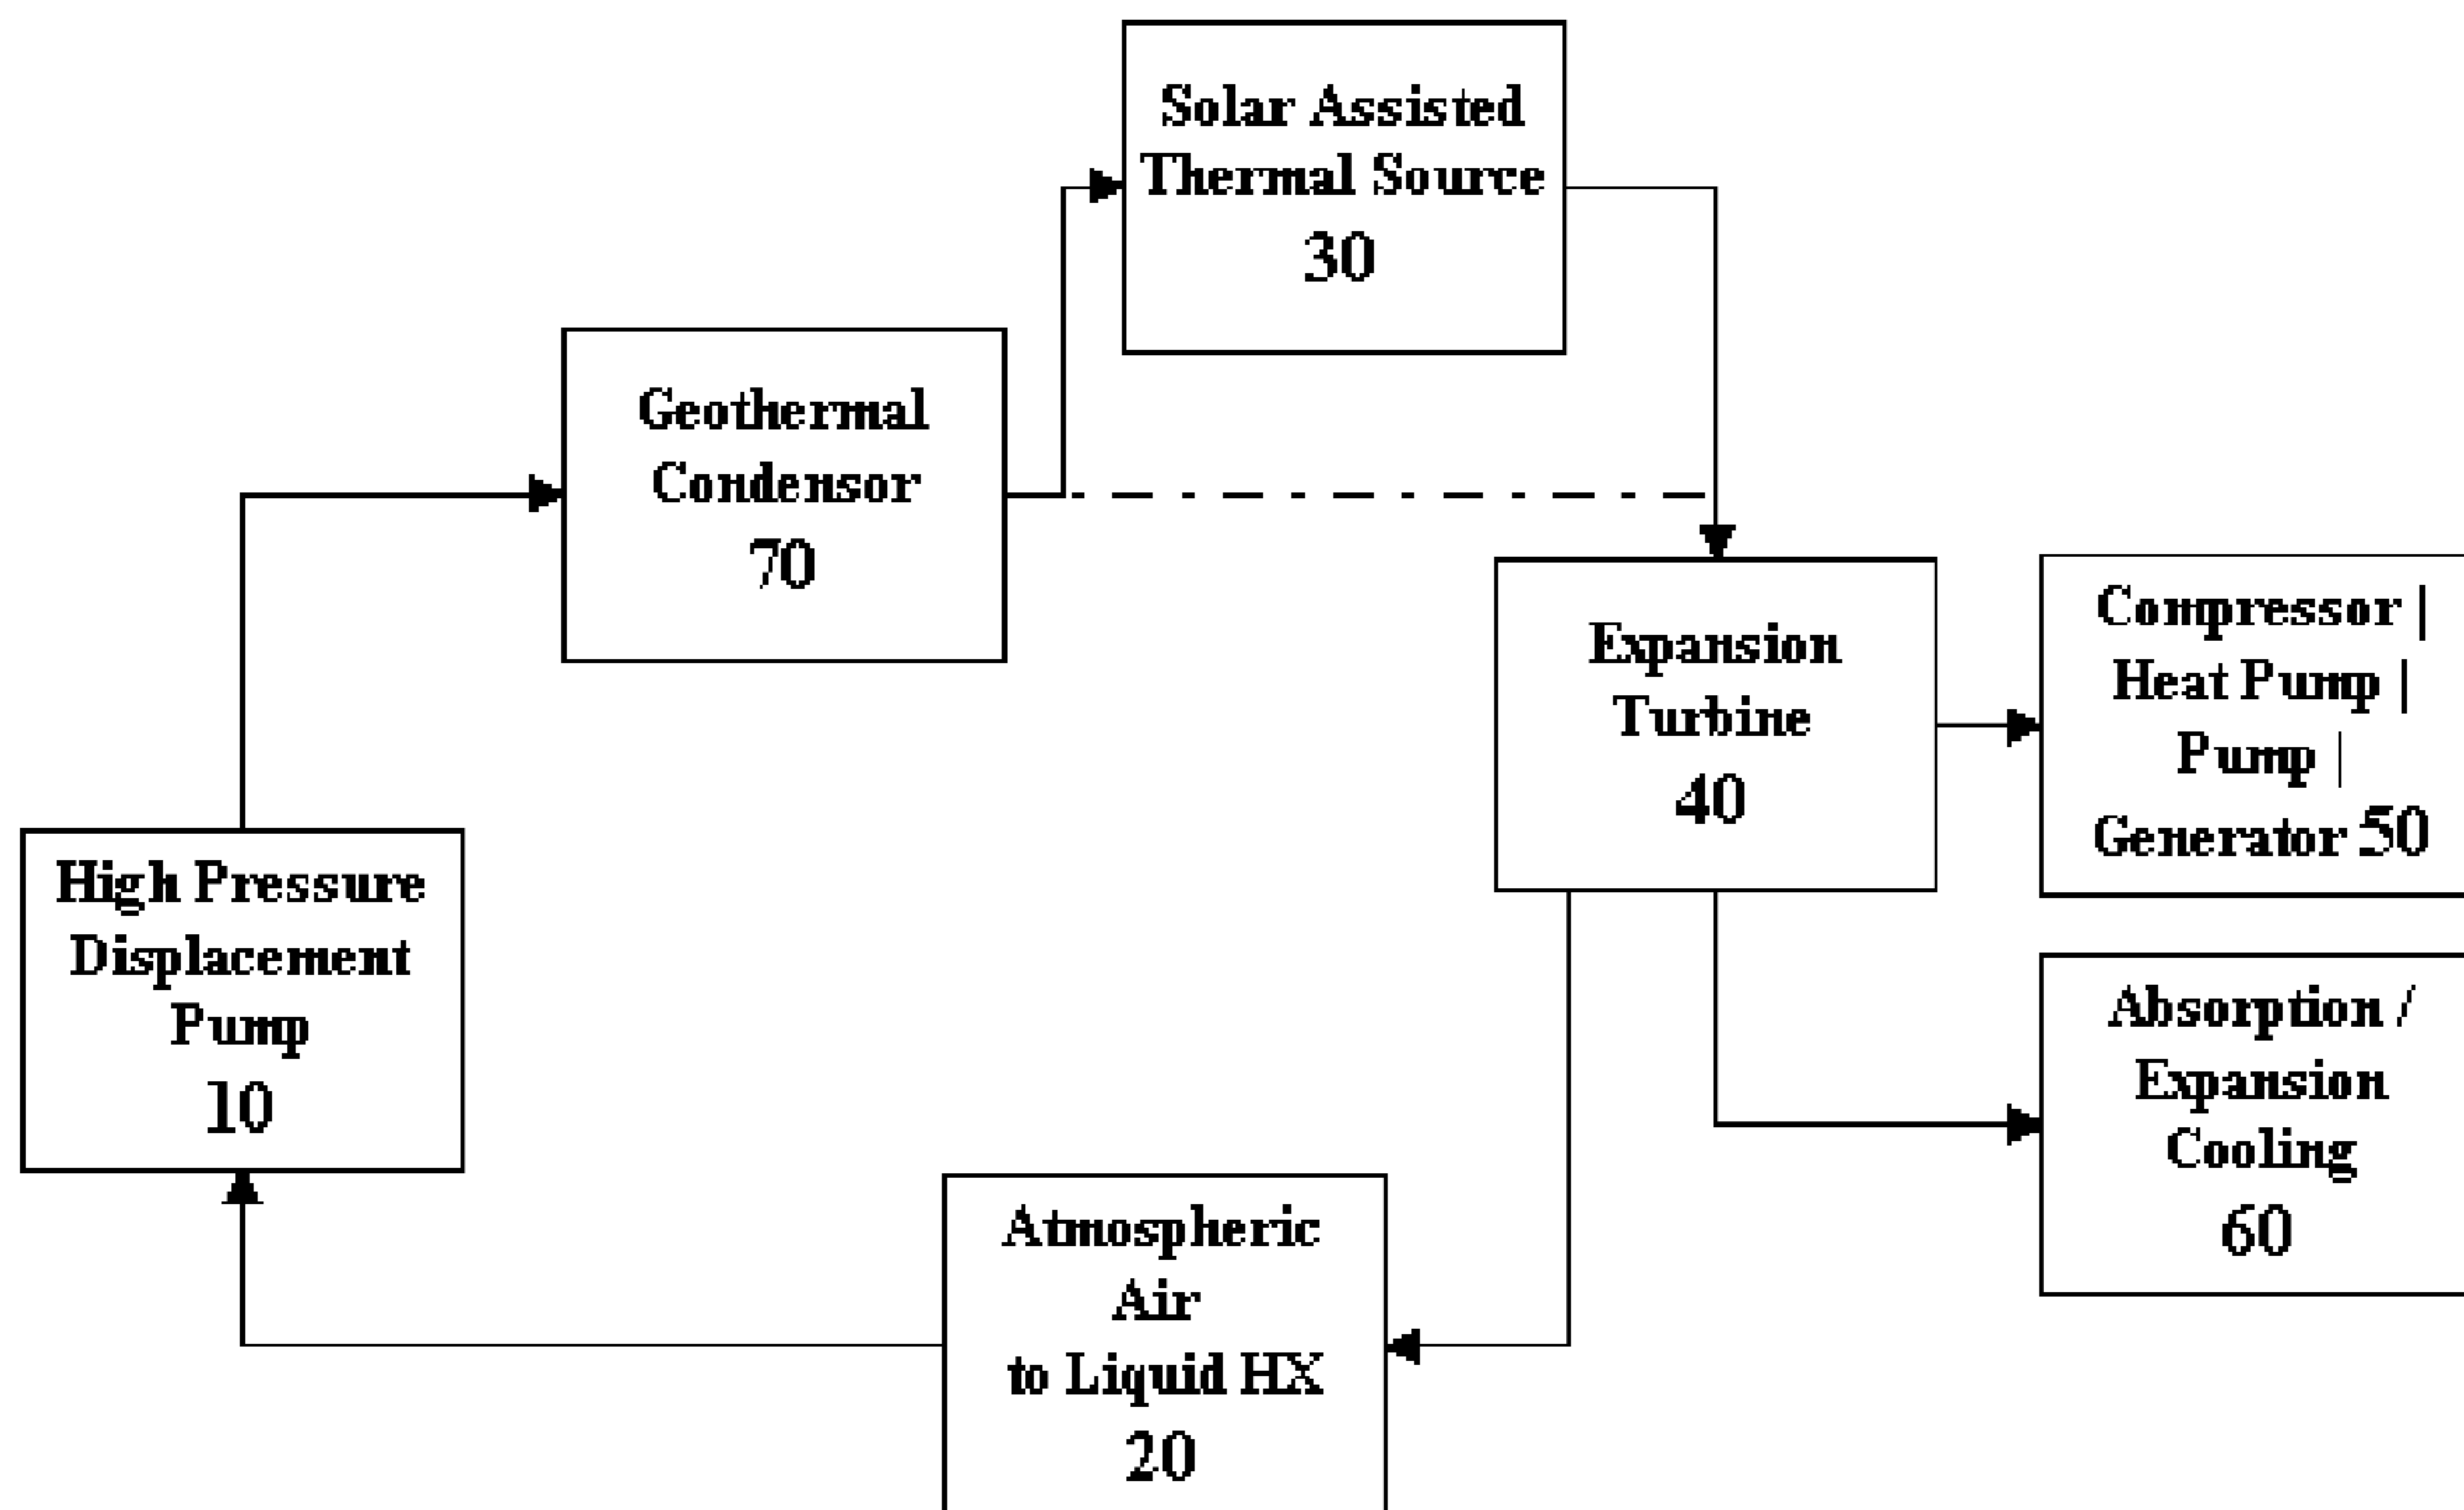 Solar Assisted
Thermal Source
30
Geothermal
Condensor
70
Expansion
Turbine
40
Compressor |
Heat Pump |
Pump |
Generator 50
High Pressure
Displacement
Pump
10
Absorption /
Expansion
Cooling
60
Atmospheric
Air
to Liquid HX
20